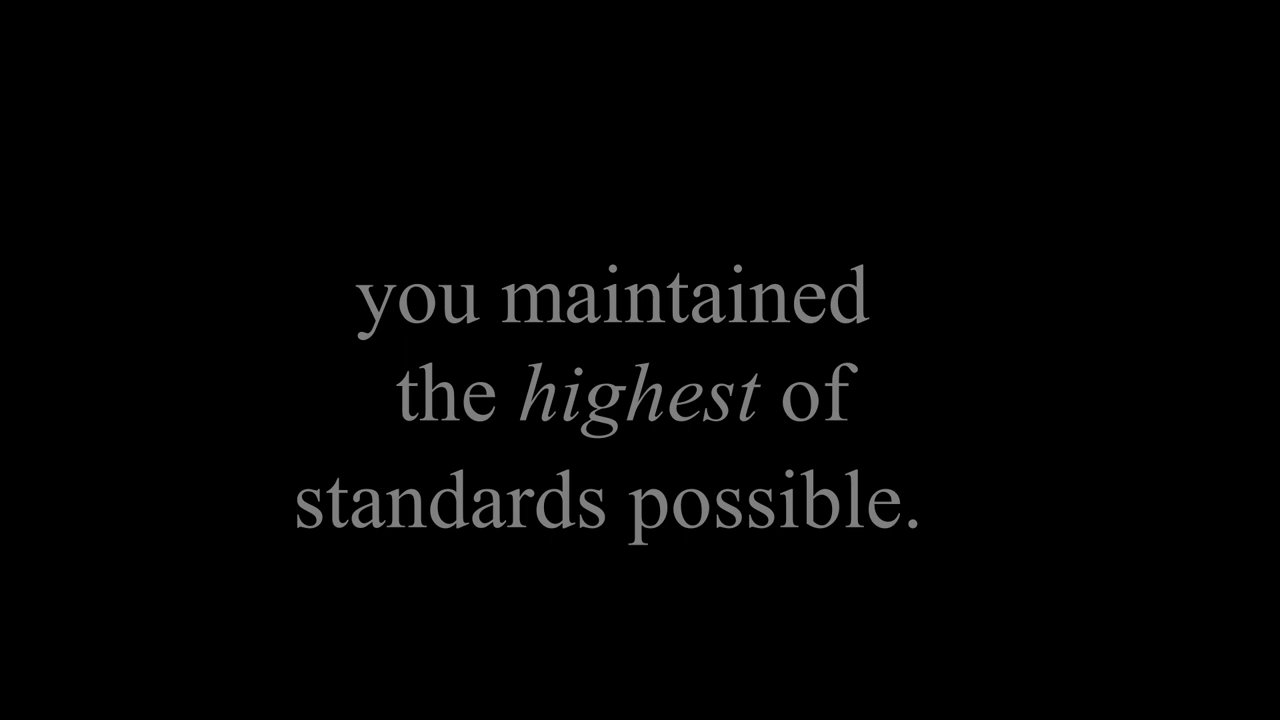 you maintained
the highest of
standards possible.